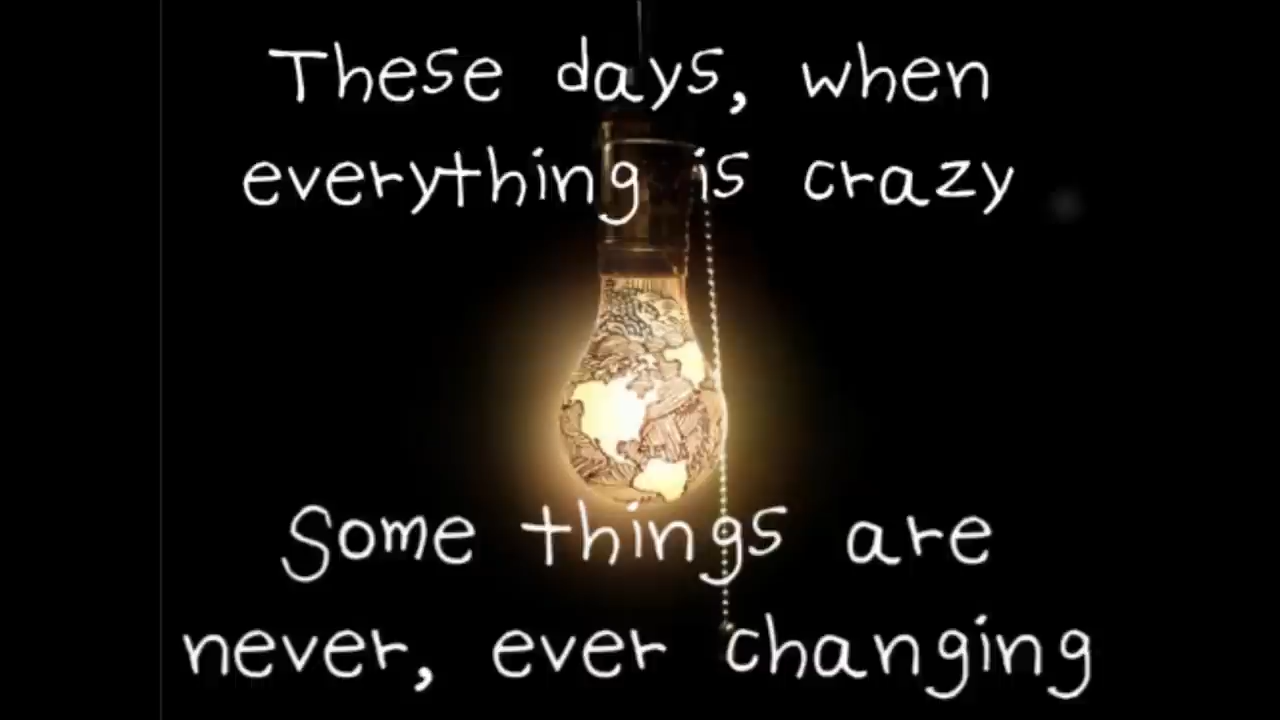 These days, when
everything is crazy
Some things are
never, ever changing